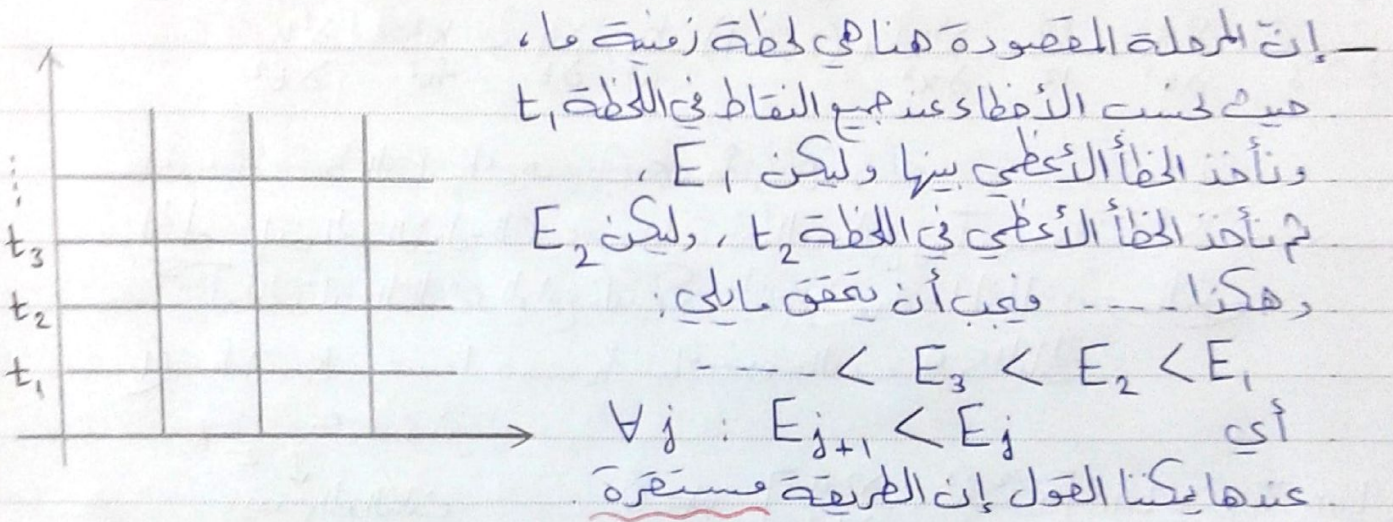 – إن المرحلة المقصودة هنا هي لحظة زمنية ما،
حيث نحسب الأخطاء عند جميع النقاط في اللحظة t₁
ونأخذ الخطأ الأعظمي بينها وليكن E₁،
ثم نأخذ الخطأ الأعظمي في اللحظة t₂، وليكن E₂
وهكذا .... فيجب أن يتحقق مايلي:
---- < E₃ < E₂ < E₁
أي ∀j : Eⱼ₊₁ < Eⱼ
عندها يمكننا القول إن الطريقة مستقرة.
⋮
t₃
t₂
t₁